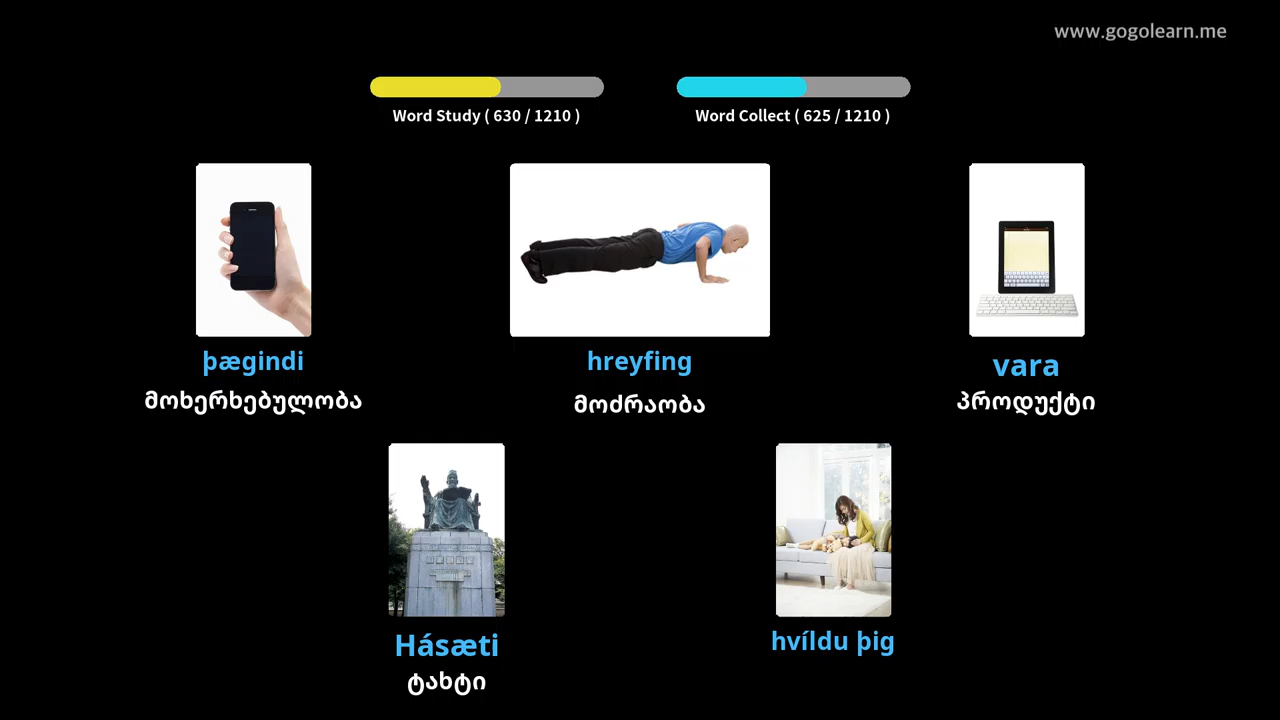 www.gogolearn.me
Word Study ( 630 / 1210 )
Word Collect ( 625 / 1210 )
þægindi
hreyfing
vara
მოხერხებულობა
მოძრაობა
პროდუქტი
Hásæti
hvíldu þig
ტახტი